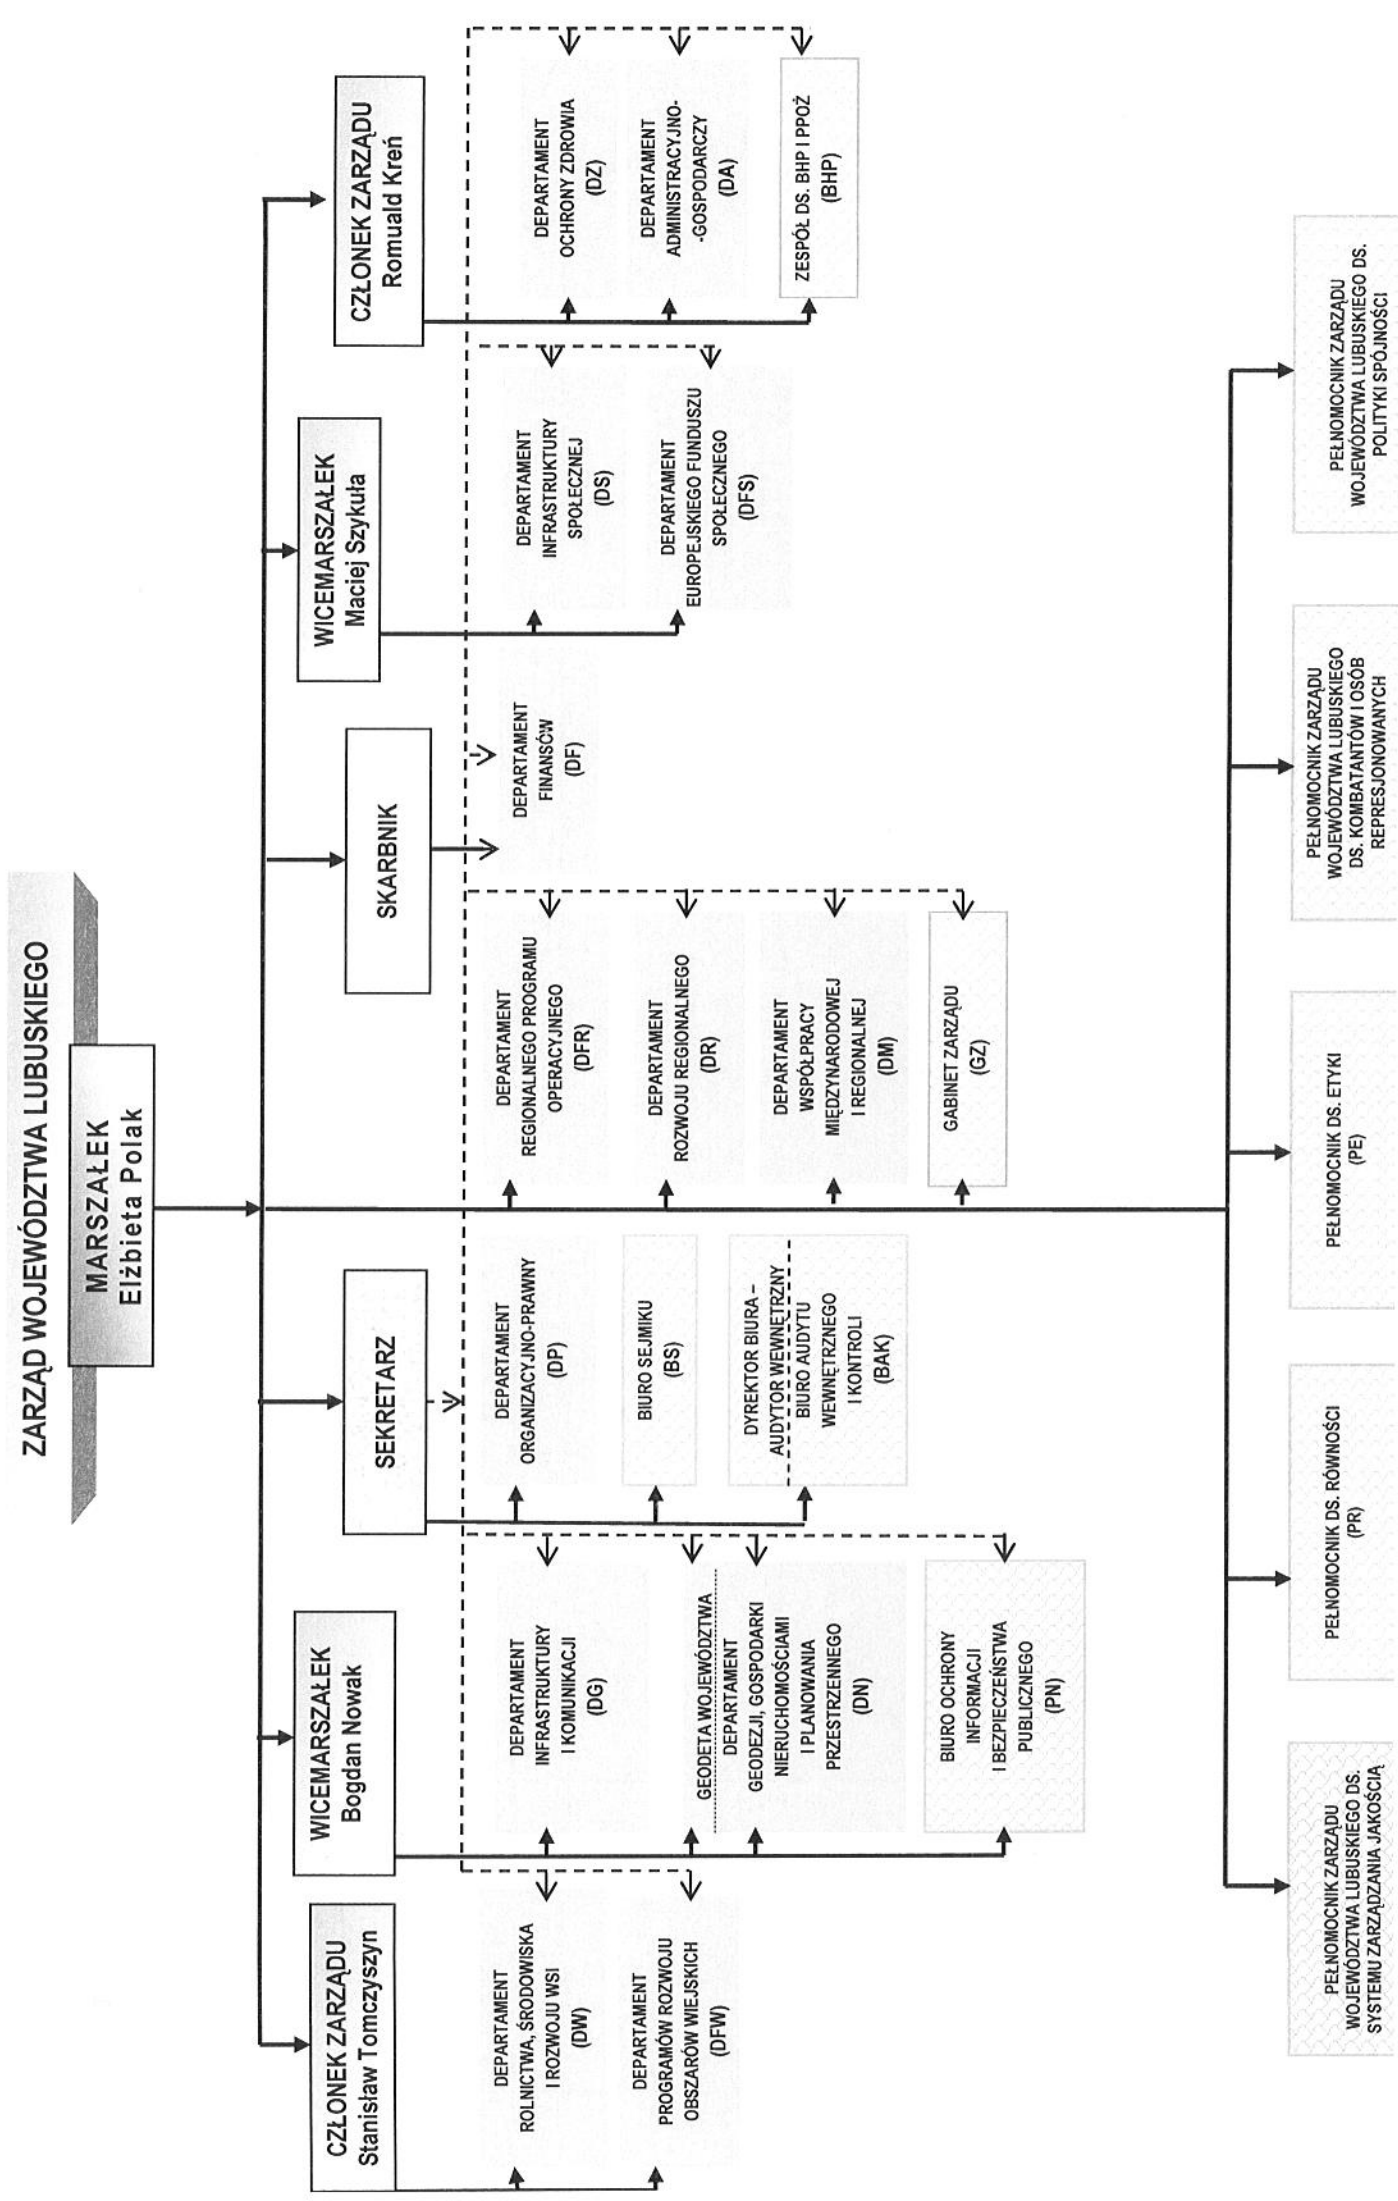 ZARZĄD WOJEWÓDZTWA LUBUSKIEGO
MARSZAŁEK
Elżbieta Polak
CZŁONEK ZARZĄDU
Stanisław Tomczyszyn
WICEMARSZAŁEK
Bogdan Nowak
SEKRETARZ
SKARBNIK
WICEMARSZAŁEK
Maciej Szykuła
CZŁONEK ZARZĄDU
Romuald Kreń
DEPARTAMENT
ROLNICTWA, ŚRODOWISKA
I ROZWOJU WSI
(DW)
DEPARTAMENT
PROGRAMÓW ROZWOJU
OBSZARÓW WIEJSKICH
(DFW)
DEPARTAMENT
INFRASTRUKTURY
I KOMUNIKACJI
(DG)
GEODETA WOJEWÓDZTWA
DEPARTAMENT
GEODEZJI, GOSPODARKI
NIERUCHOMOŚCIAMI
I PLANOWANIA
PRZESTRZENNEGO
(DN)
BIURO OCHRONY
INFORMACJI
I BEZPIECZEŃSTWA
PUBLICZNEGO
(PN)
DEPARTAMENT
ORGANIZACYJNO-PRAWNY
(DP)
BIURO SEJMIKU
(BS)
DYREKTOR BIURA –
AUDYTOR WEWNĘTRZNY
BIURO AUDYTU
WEWNĘTRZNEGO
I KONTROLI
(BAK)
DEPARTAMENT
REGIONALNEGO PROGRAMU
OPERACYJNEGO
(DFR)
DEPARTAMENT
ROZWOJU REGIONALNEGO
(DR)
DEPARTAMENT
WSPÓŁPRACY
MIĘDZYNARODOWEJ
I REGIONALNEJ
(DM)
GABINET ZARZĄDU
(GZ)
DEPARTAMENT
FINANSÓW
(DF)
DEPARTAMENT
INFRASTRUKTURY
SPOŁECZNEJ
(DS)
DEPARTAMENT
EUROPEJSKIEGO FUNDUSZU
SPOŁECZNEGO
(DFS)
DEPARTAMENT
OCHRONY ZDROWIA
(DZ)
DEPARTAMENT
ADMINISTRACYJNO-
-GOSPODARCZY
(DA)
ZESPÓŁ DS. BHP I PPOŻ
(BHP)
PEŁNOMOCNIK ZARZĄDU
WOJEWÓDZTWA LUBUSKIEGO DS.
SYSTEMU ZARZĄDZANIA JAKOŚCIĄ
PEŁNOMOCNIK DS. RÓWNOŚCI
(PR)
PEŁNOMOCNIK DS. ETYKI
(PE)
PEŁNOMOCNIK ZARZĄDU
WOJEWÓDZTWA LUBUSKIEGO
DS. KOMBATANTÓW I OSÓB
REPRESJONOWANYCH
PEŁNOMOCNIK ZARZĄDU
WOJEWÓDZTWA LUBUSKIEGO DS.
POLITYKI SPÓJNOŚCI